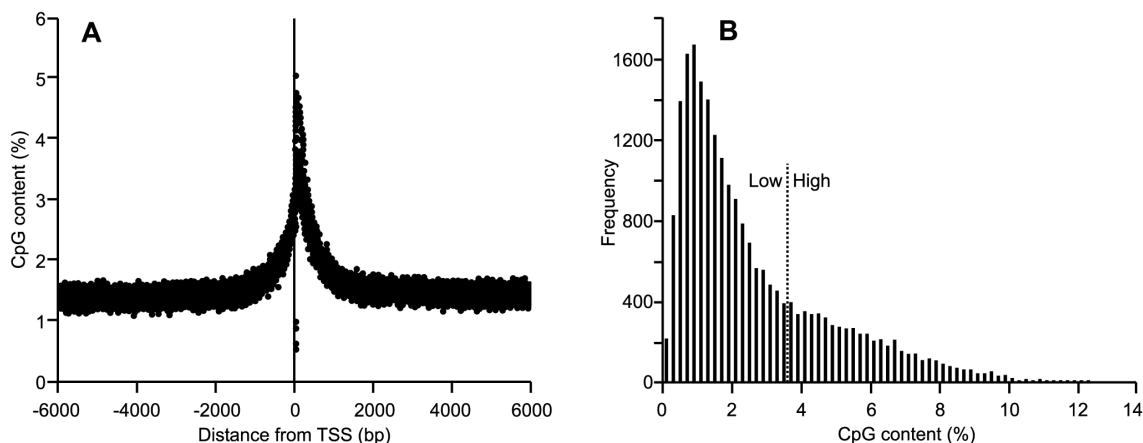 A
CpG content (%)
6
5
4
3
2
1
0
-6000 -4000 -2000 0 2000 4000 6000
Distance from TSS (bp)
B
Frequency
1600
1200
800
400
0
Low High
0 2 4 6 8 10 12 14
CpG content (%)